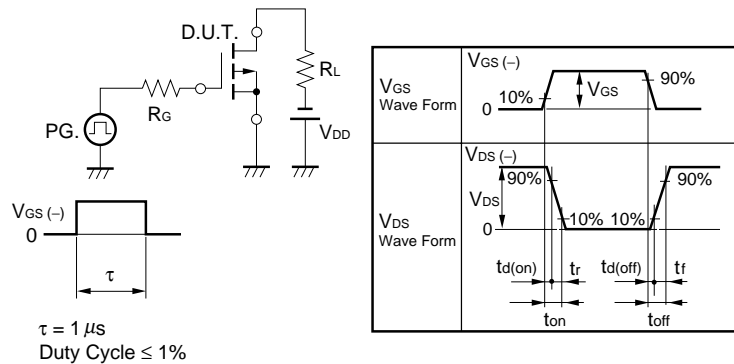 D.U.T.
RL
RG
PG.
VDD
VGS (−)
0
τ
τ = 1 μs
Duty Cycle ≤ 1%
VGS
Wave Form
VGS (−)
10%
VGS
90%
0
VDS
Wave Form
VDS (−)
90%
VDS
10% 10%
90%
0
td(on) tr td(off) tf
ton toff